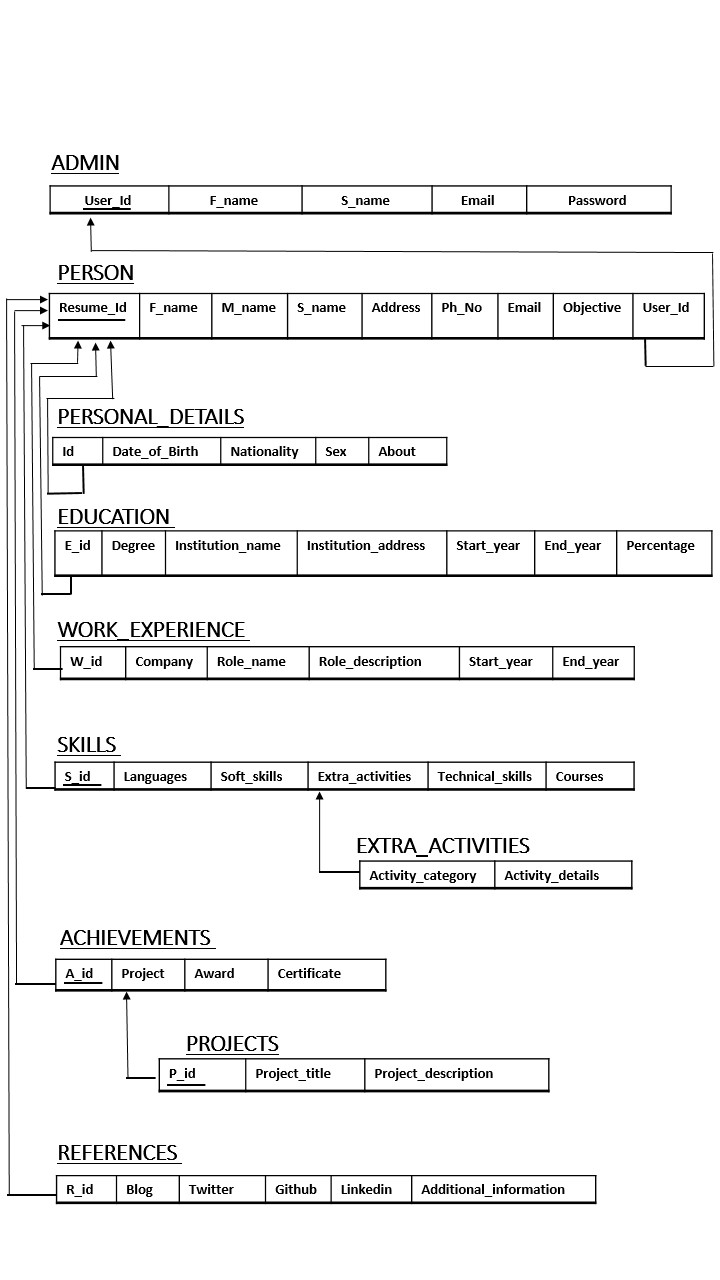 ADMIN
User_Id F_name S_name Email Password
PERSON
Resume_Id F_name M_name S_name Address Ph_No Email Objective User_Id
PERSONAL_DETAILS
Id Date_of_Birth Nationality Sex About
EDUCATION
E_id Degree Institution_name Institution_address Start_year End_year Percentage
WORK_EXPERIENCE
W_id Company Role_name Role_description Start_year End_year
SKILLS
S_id Languages Soft_skills Extra_activities Technical_skills Courses
EXTRA_ACTIVITIES
Activity_category Activity_details
ACHIEVEMENTS
A_id Project Award Certificate
PROJECTS
P_id Project_title Project_description
REFERENCES
R_id Blog Twitter Github Linkedin Additional_information